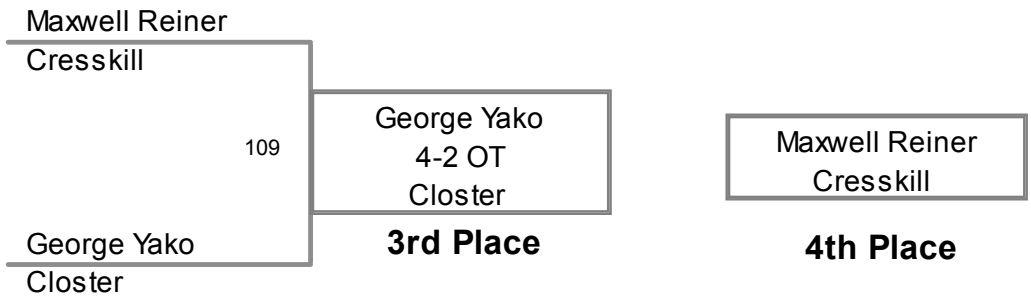 Maxwell Reiner
Cresskill
109
George Yako
4-2 OT
Closter
3rd Place
George Yako
Closter
Maxwell Reiner
Cresskill
4th Place